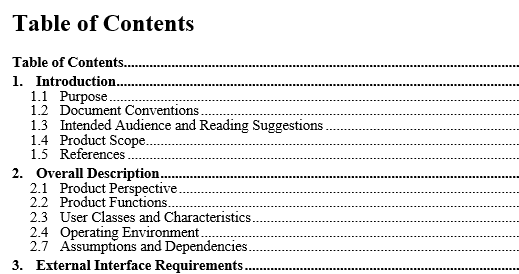 Table of Contents
Table of Contents................................................................
1. Introduction................................................................
1.1 Purpose................................................................
1.2 Document Conventions................................................................
1.3 Intended Audience and Reading Suggestions................................................................
1.4 Product Scope................................................................
1.5 References................................................................
2. Overall Description................................................................
2.1 Product Perspective................................................................
2.2 Product Functions................................................................
2.3 User Classes and Characteristics................................................................
2.4 Operating Environment................................................................
2.7 Assumptions and Dependencies................................................................
3. External Interface Requirements................................................................